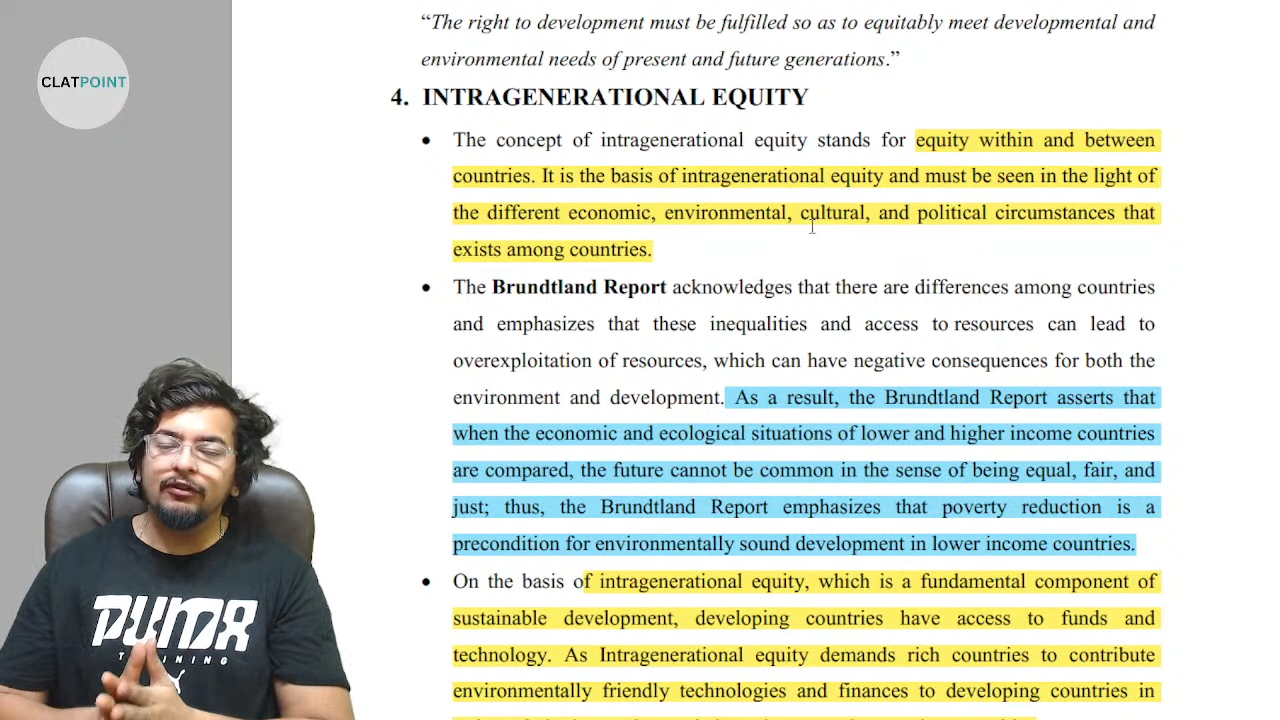 CLATPOINT
“The right to development must be fulfilled so as to equitably meet developmental and
environmental needs of present and future generations.”
4. INTRAGENERATIONAL EQUITY
• The concept of intragenerational equity stands for equity within and between
countries. It is the basis of intragenerational equity and must be seen in the light of
the different economic, environmental, cultural, and political circumstances that
exists among countries.
• The Brundtland Report acknowledges that there are differences among countries
and emphasizes that these inequalities and access to resources can lead to
overexploitation of resources, which can have negative consequences for both the
environment and development. As a result, the Brundtland Report asserts that
when the economic and ecological situations of lower and higher income countries
are compared, the future cannot be common in the sense of being equal, fair, and
just; thus, the Brundtland Report emphasizes that poverty reduction is a
precondition for environmentally sound development in lower income countries.
• On the basis of intragenerational equity, which is a fundamental component of
sustainable development, developing countries have access to funds and
technology. As Intragenerational equity demands rich countries to contribute
environmentally friendly technologies and finances to developing countries in
PUMA
TRAINING